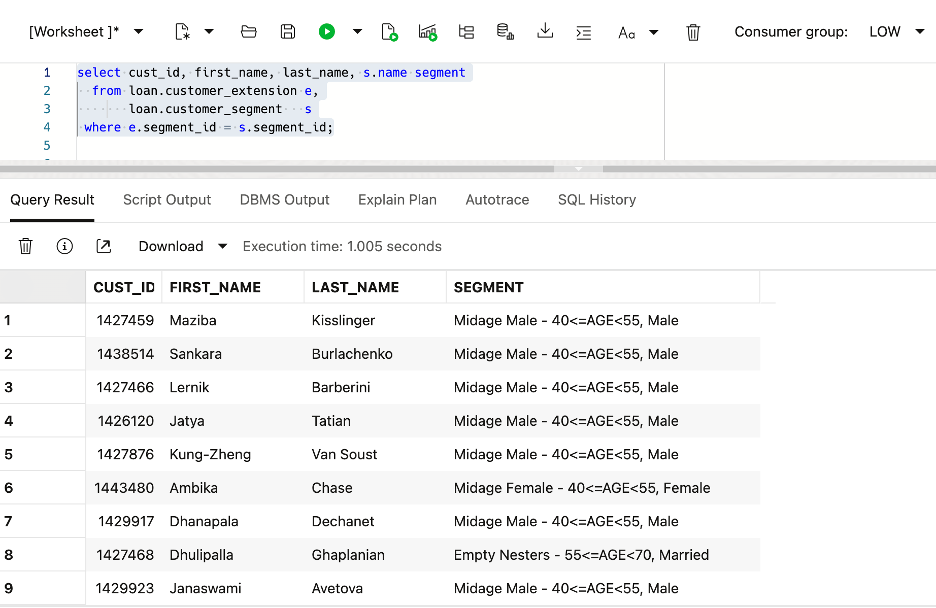 [Worksheet ]* Aa Consumer group: LOW
1 select cust_id, first_name, last_name, s.name segment
2 from loan.customer_extension e,
3 loan.customer_segment s
4 where e.segment_id = s.segment_id;
5
Query Result Script Output DBMS Output Explain Plan Autotrace SQL History
Download Execution time: 1.005 seconds
CUST_ID FIRST_NAME LAST_NAME SEGMENT
1 1427459 Maziba Kisslinger Midage Male - 40<=AGE<55, Male
2 1438514 Sankara Burlachenko Midage Male - 40<=AGE<55, Male
3 1427466 Lernik Barberini Midage Male - 40<=AGE<55, Male
4 1426120 Jatya Tatian Midage Male - 40<=AGE<55, Male
5 1427876 Kung-Zheng Van Soust Midage Male - 40<=AGE<55, Male
6 1443480 Ambika Chase Midage Female - 40<=AGE<55, Female
7 1429917 Dhanapala Dechanet Midage Male - 40<=AGE<55, Male
8 1427468 Dhulipalla Ghaplanian Empty Nesters - 55<=AGE<70, Married
9 1429923 Janaswami Avetova Midage Male - 40<=AGE<55, Male